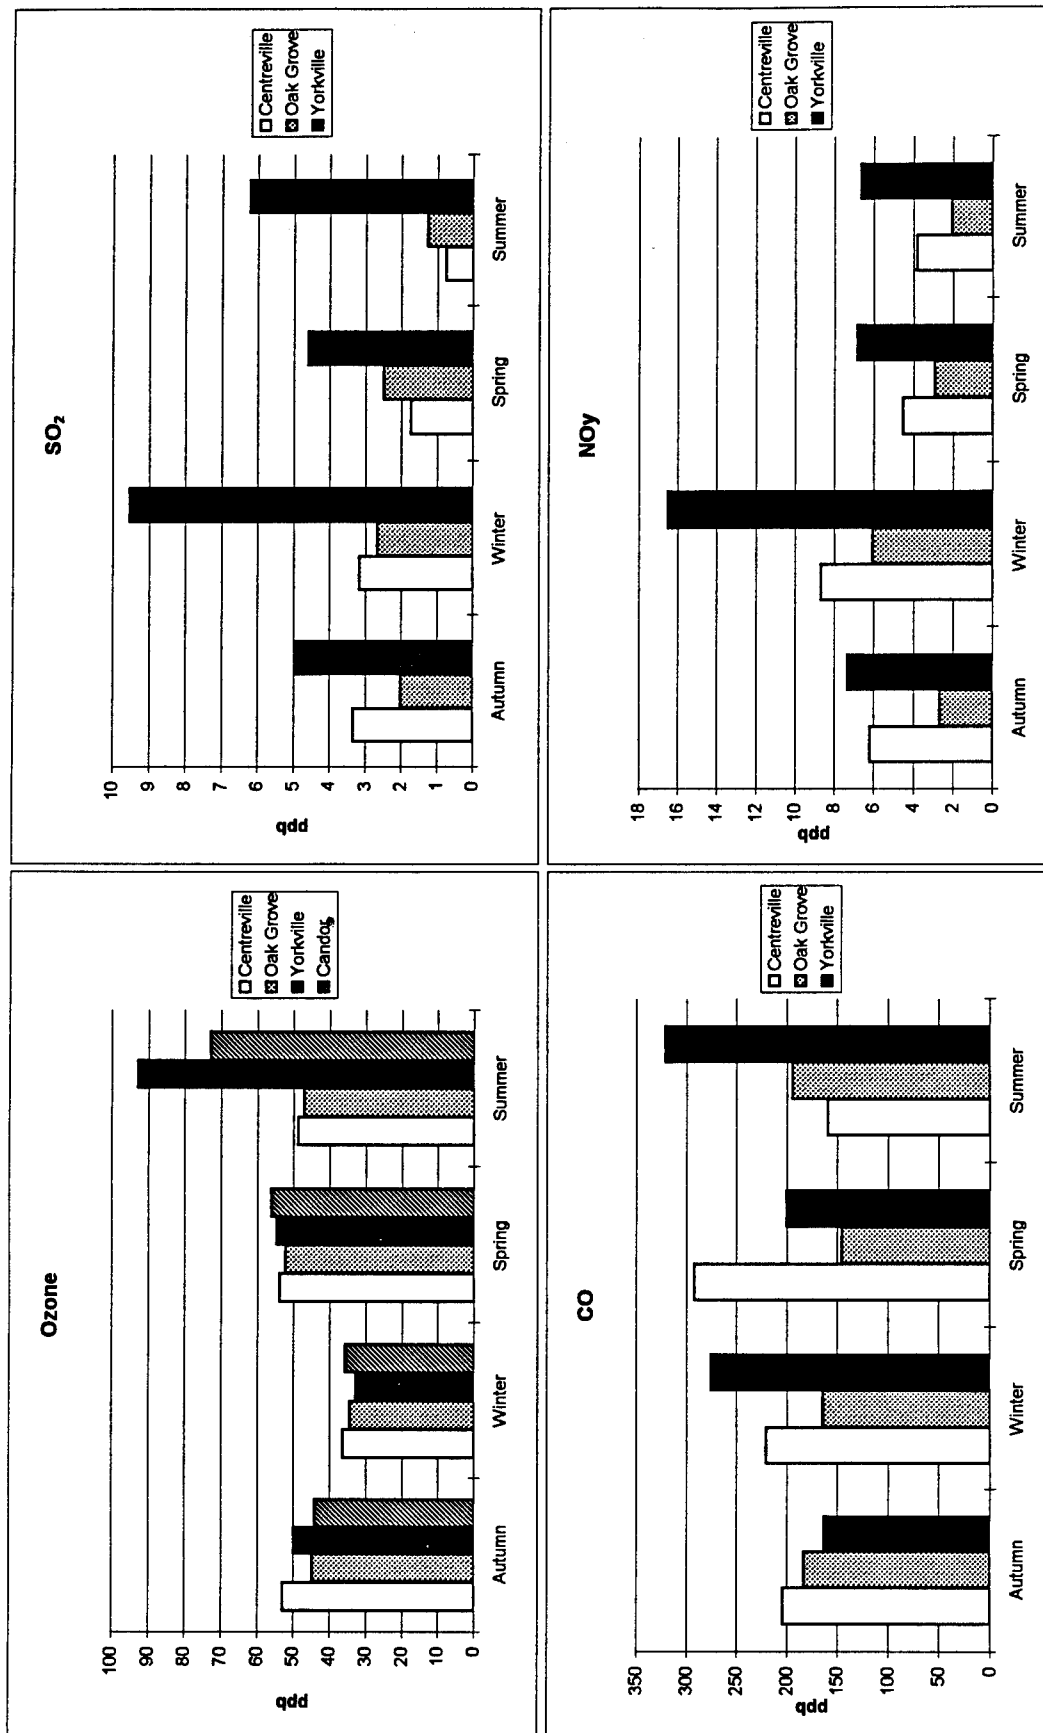 Ozone
ppb
100
90
80
70
60
50
40
30
20
10
0
Autumn
Winter
Spring
Summer
Centreville
Oak Grove
Yorkville
Candor
SO₂
ppb
10
9
8
7
6
5
4
3
2
1
0
Autumn
Winter
Spring
Summer
Centreville
Oak Grove
Yorkville
CO
ppb
350
300
250
200
150
100
50
0
Autumn
Winter
Spring
Summer
Centreville
Oak Grove
Yorkville
NOy
ppb
18
16
14
12
10
8
6
4
2
0
Autumn
Winter
Spring
Summer
Centreville
Oak Grove
Yorkville